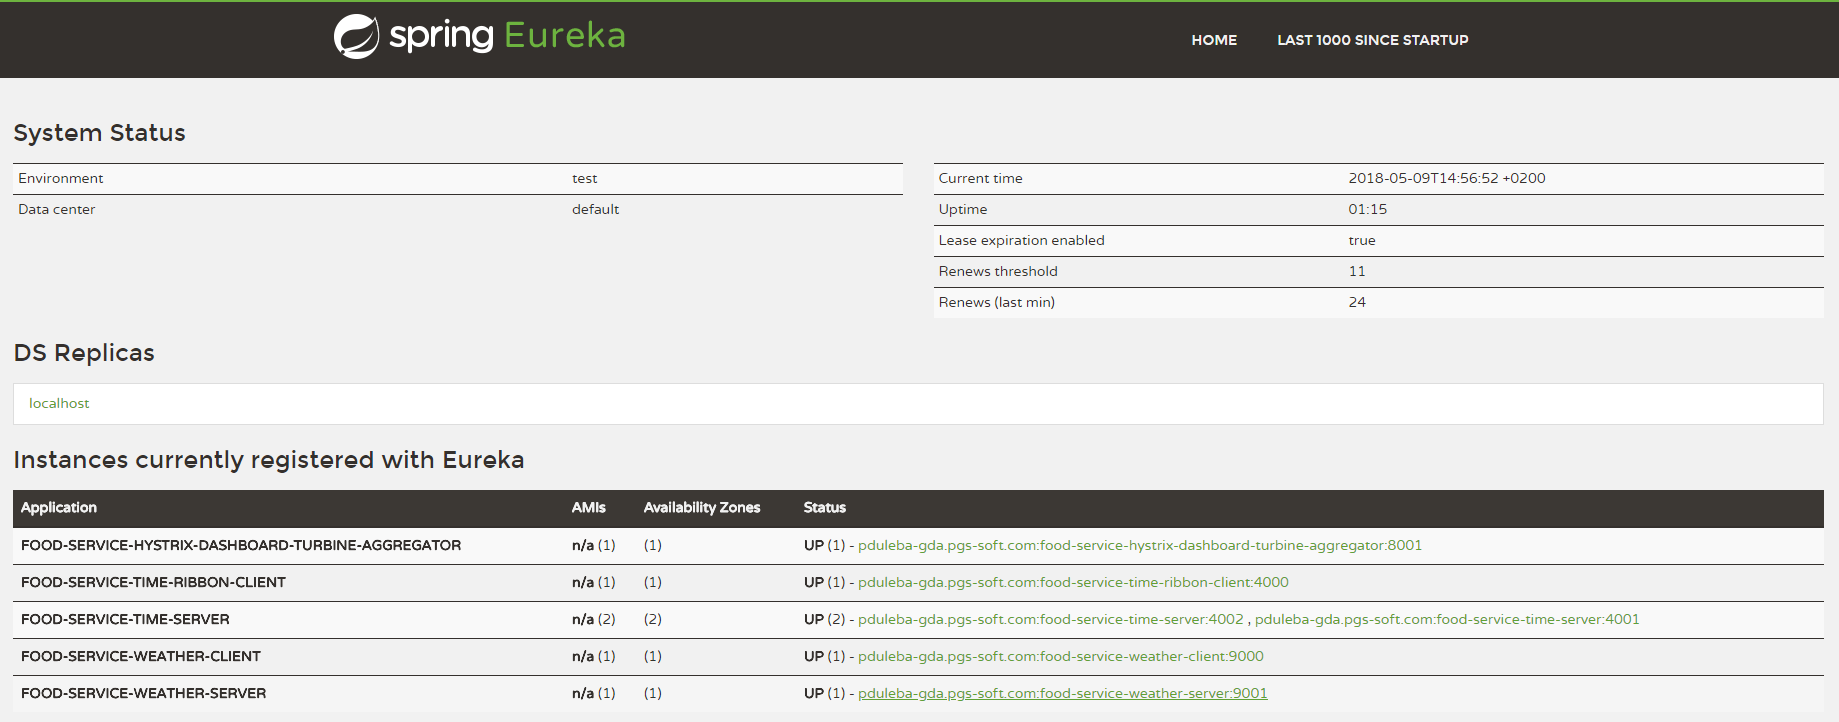 spring Eureka
HOME LAST 1000 SINCE STARTUP
System Status
Environment test
Data center default
Current time 2018-05-09T14:56:52 +0200
Uptime 01:15
Lease expiration enabled true
Renews threshold 11
Renews (last min) 24
DS Replicas
localhost
Instances currently registered with Eureka
Application AMIs Availability Zones Status
FOOD-SERVICE-HYSTRIX-DASHBOARD-TURBINE-AGGREGATOR n/a (1) (1) UP (1) - pduleba-gda.pgs-soft.com:food-service-hystrix-dashboard-turbine-aggregator:8001
FOOD-SERVICE-TIME-RIBBON-CLIENT n/a (1) (1) UP (1) - pduleba-gda.pgs-soft.com:food-service-time-ribbon-client:4000
FOOD-SERVICE-TIME-SERVER n/a (2) (2) UP (2) - pduleba-gda.pgs-soft.com:food-service-time-server:4002 , pduleba-gda.pgs-soft.com:food-service-time-server:4001
FOOD-SERVICE-WEATHER-CLIENT n/a (1) (1) UP (1) - pduleba-gda.pgs-soft.com:food-service-weather-client:9000
FOOD-SERVICE-WEATHER-SERVER n/a (1) (1) UP (1) - pduleba-gda.pgs-soft.com:food-service-weather-server:9001